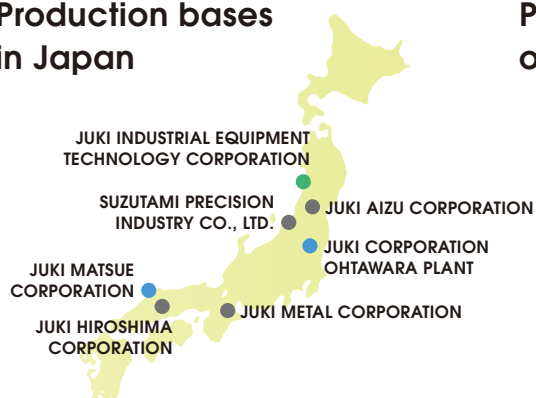 Production bases
in Japan
P
o
JUKI INDUSTRIAL EQUIPMENT
TECHNOLOGY CORPORATION
SUZUTAMI PRECISION
INDUSTRY CO., LTD.
JUKI AIZU CORPORATION
JUKI CORPORATION
OHTAWARA PLANT
JUKI MATSUE
CORPORATION
JUKI METAL CORPORATION
JUKI HIROSHIMA
CORPORATION